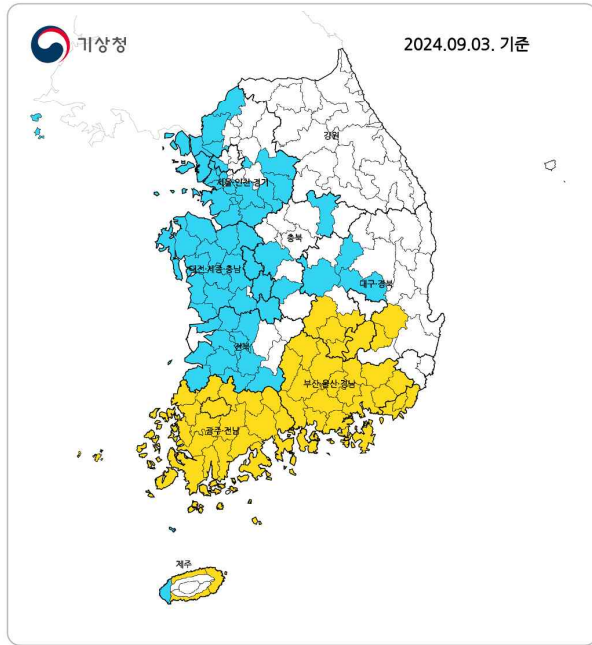 기상청
2024.09.03. 기준
강원
서울·인천·경기
충북
대전·세종·충남
대구·경북
전북
부산·울산·경남
광주·전남
제주